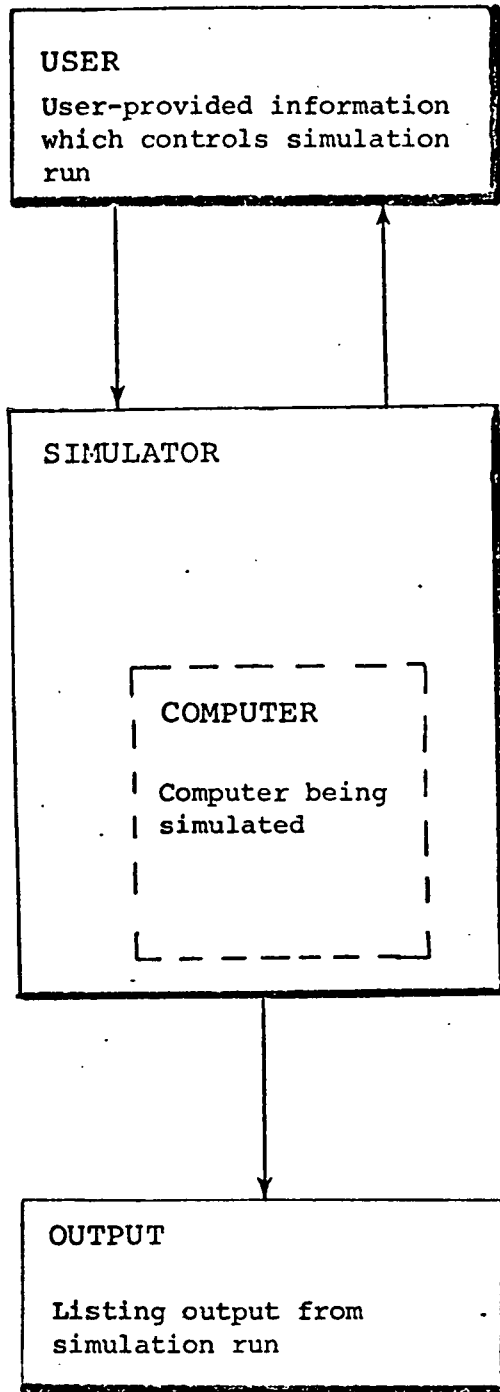 USER
User-provided information
which controls simulation
run
SIMULATOR
COMPUTER
Computer being
simulated
OUTPUT
Listing output from
simulation run